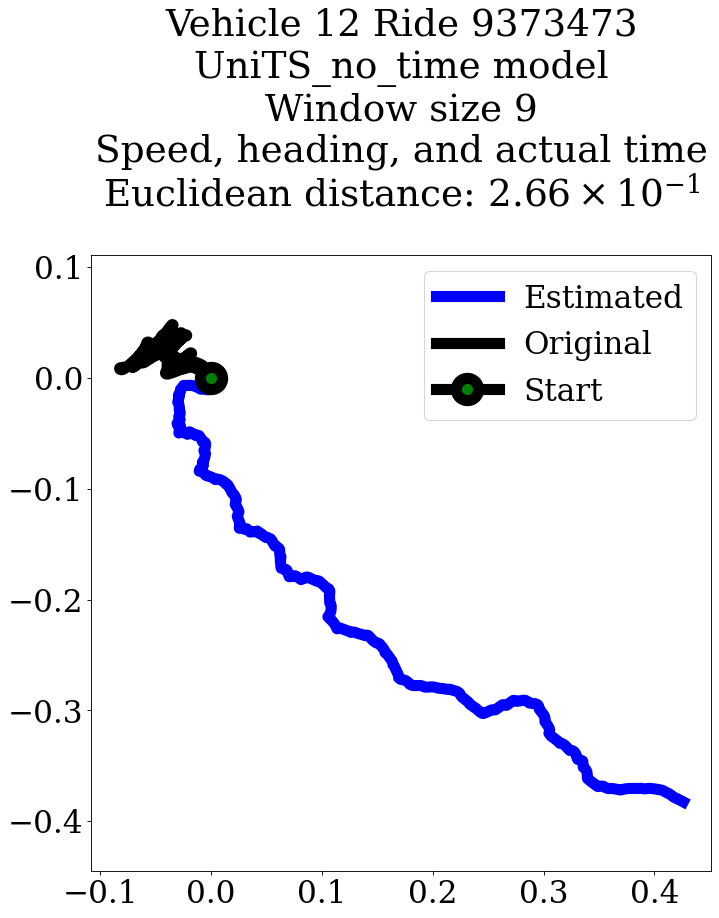 Vehicle 12 Ride 9373473
UniTS_no_time model
Window size 9
Speed, heading, and actual time
Euclidean distance: 2.66 × 10⁻¹
Estimated
Original
Start
0.1
0.0
−0.1
−0.2
−0.3
−0.4
−0.1 0.0 0.1 0.2 0.3 0.4